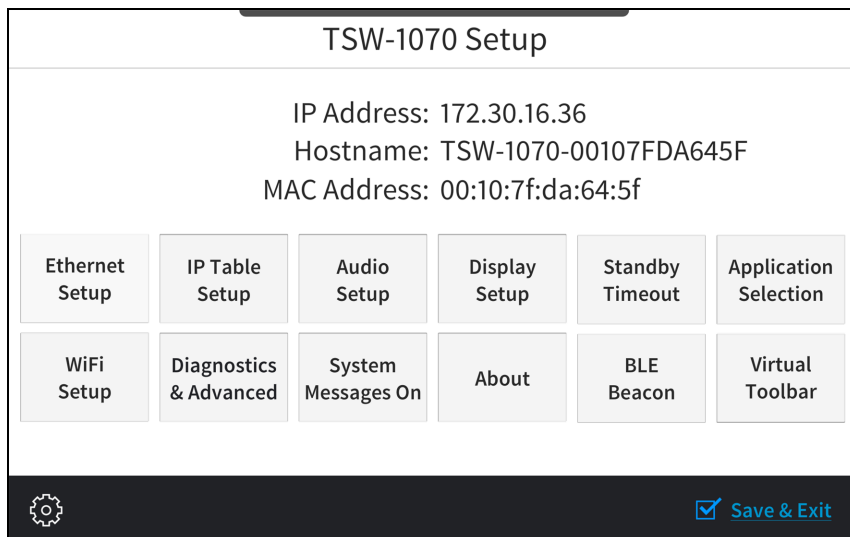 TSW-1070 Setup
IP Address: 172.30.16.36
Hostname: TSW-1070-00107FDA645F
MAC Address: 00:10:7f:da:64:5f
Ethernet
Setup
IP Table
Setup
Audio
Setup
Display
Setup
Standby
Timeout
Application
Selection
WiFi
Setup
Diagnostics
& Advanced
System
Messages On
About
BLE
Beacon
Virtual
Toolbar
Save & Exit